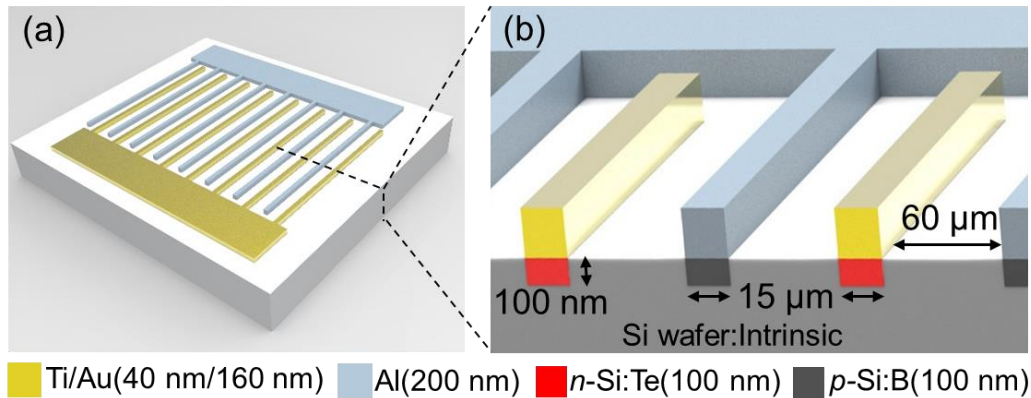 (a)
(b)
60 μm
100 nm
15 μm
Si wafer:Intrinsic
Ti/Au(40 nm/160 nm) Al(200 nm) n-Si:Te(100 nm) p-Si:B(100 nm)